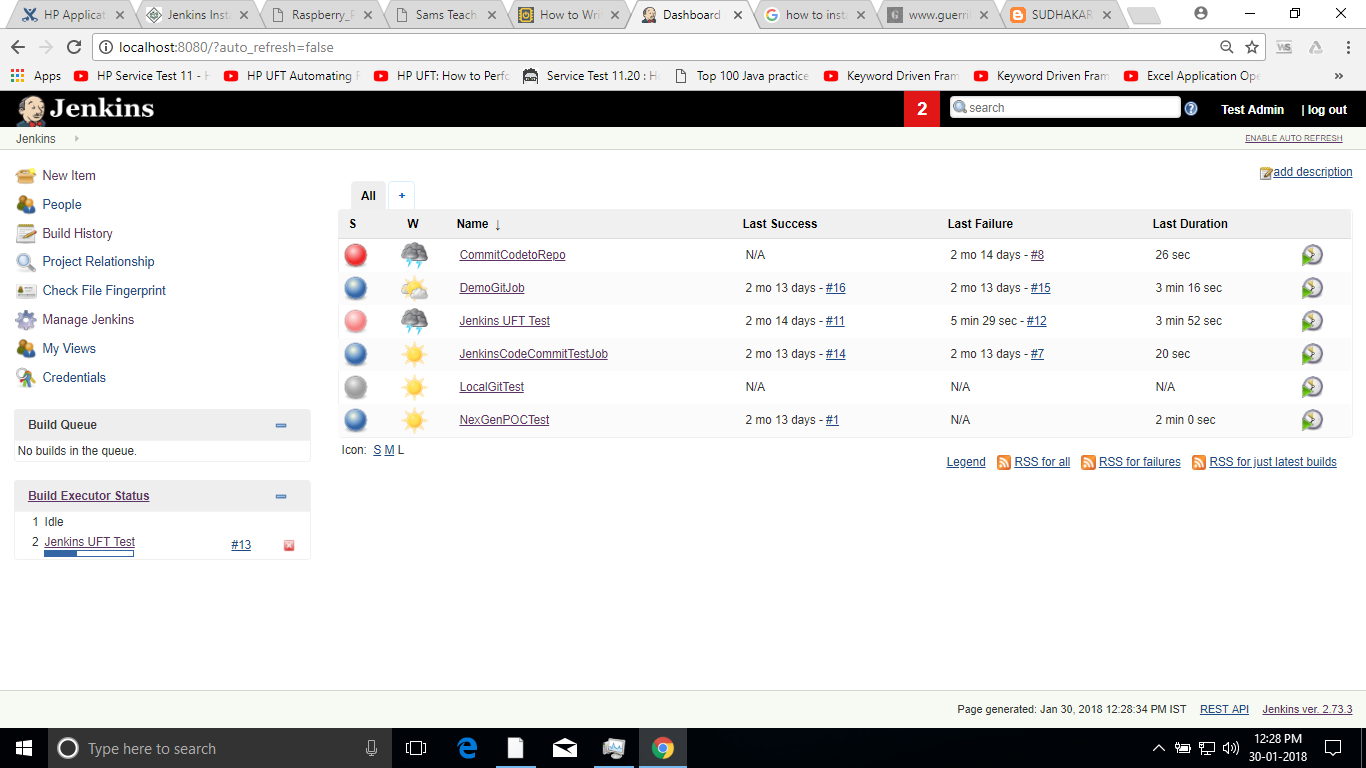 HP Applicat Jenkins Insta Raspberry_P Sams Teach How to Writ Dashboard how to insta www.guerril SUDHAKAR
localhost:8080/?auto_refresh=false
Apps HP Service Test 11 - H HP UFT Automating HP UFT: How to Perfo Service Test 11.20 : Ho Top 100 Java practice Keyword Driven Fram Keyword Driven Fram Excel Application Ope »
Jenkins 2 search Test Admin | log out
Jenkins ENABLE AUTO REFRESH
add description
New Item
People
Build History
Project Relationship
Check File Fingerprint
Manage Jenkins
My Views
Credentials
Build Queue
No builds in the queue.
Build Executor Status
1 Idle
2 Jenkins UFT Test #13
All +
S W Name ↓ Last Success Last Failure Last Duration
CommitCodetoRepo N/A 2 mo 14 days - #8 26 sec
DemoGitJob 2 mo 13 days - #16 2 mo 13 days - #15 3 min 16 sec
Jenkins UFT Test 2 mo 14 days - #11 5 min 29 sec - #12 3 min 52 sec
JenkinsCodeCommitTestJob 2 mo 13 days - #14 2 mo 13 days - #7 20 sec
LocalGitTest N/A N/A N/A
NexGenPOCTest 2 mo 13 days - #1 N/A 2 min 0 sec
Icon: S M L
Legend RSS for all RSS for failures RSS for just latest builds
Page generated: Jan 30, 2018 12:28:34 PM IST REST API Jenkins ver. 2.73.3
Type here to search
12:28 PM
30-01-2018